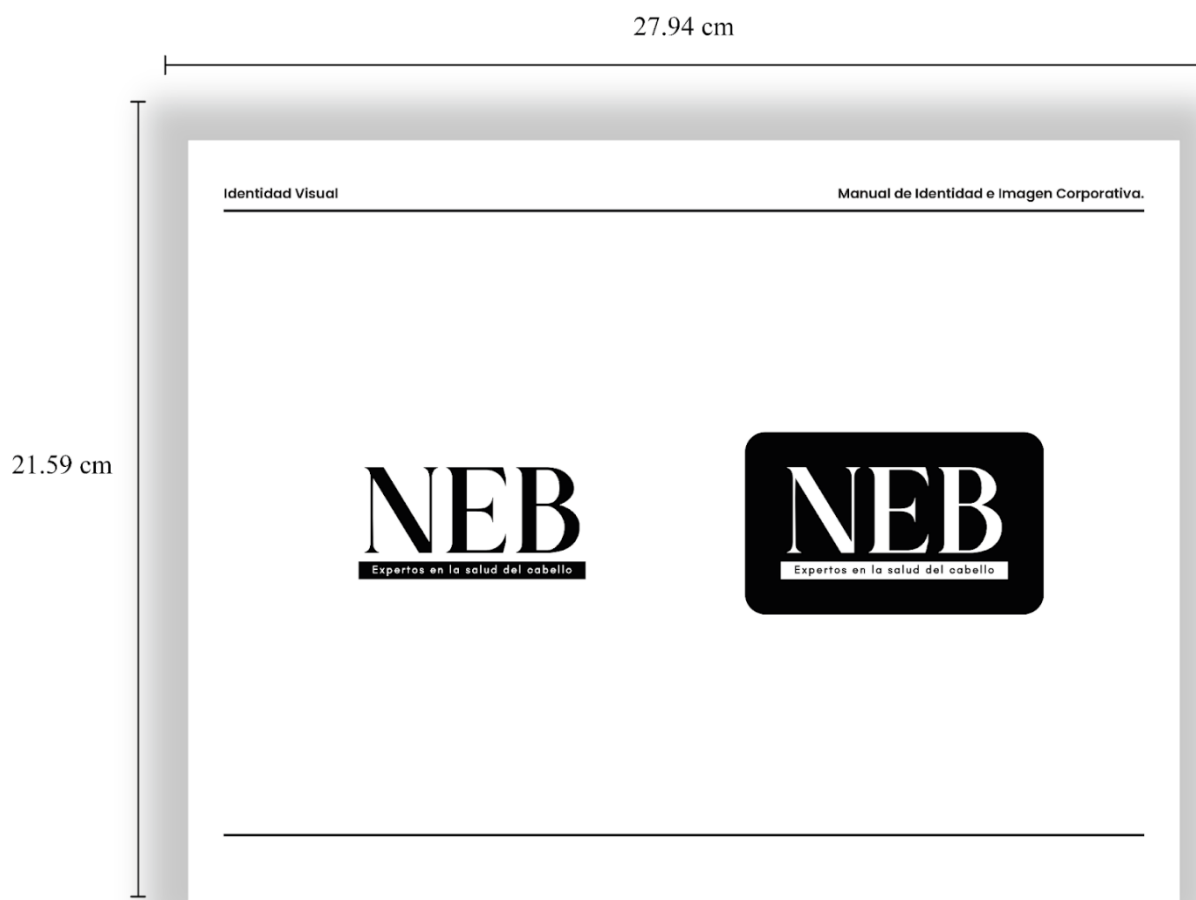 27.94 cm
Identidad Visual
Manual de Identidad e Imagen Corporativa.
21.59 cm
NEB
Expertos en la salud del cabello
NEB
Expertos en la salud del cabello